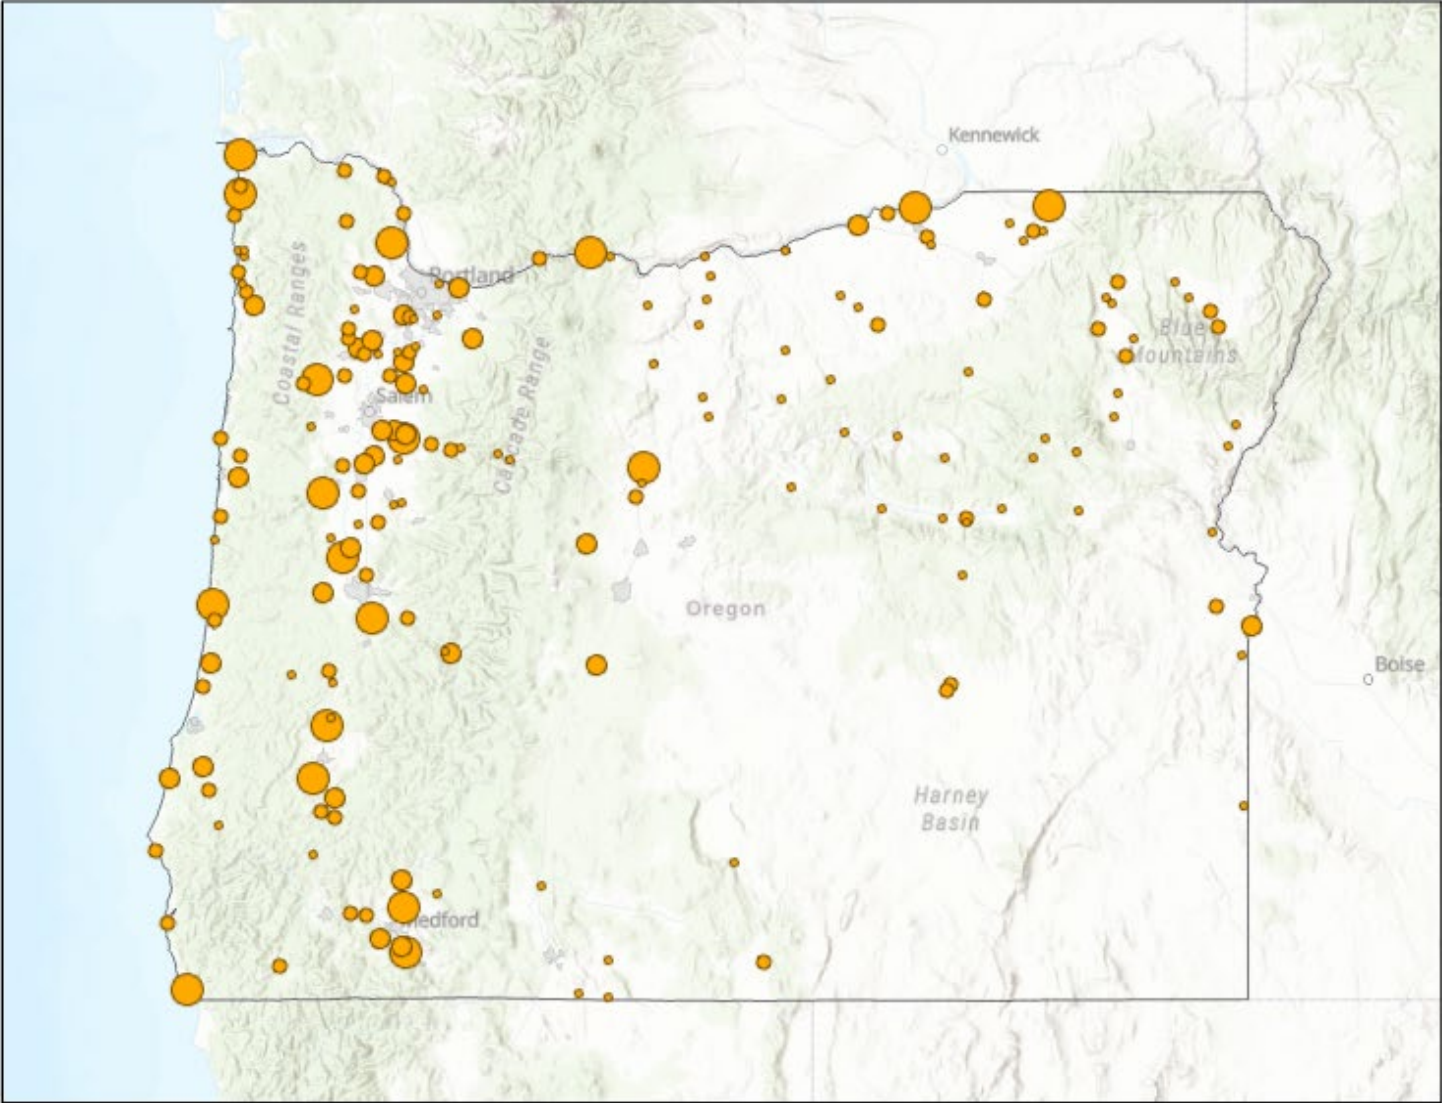 Kennewick
Portland
Coastal Ranges
Blue
Mountains
Cascade Range
Salem
Oregon
Boise
Harney
Basin
Medford